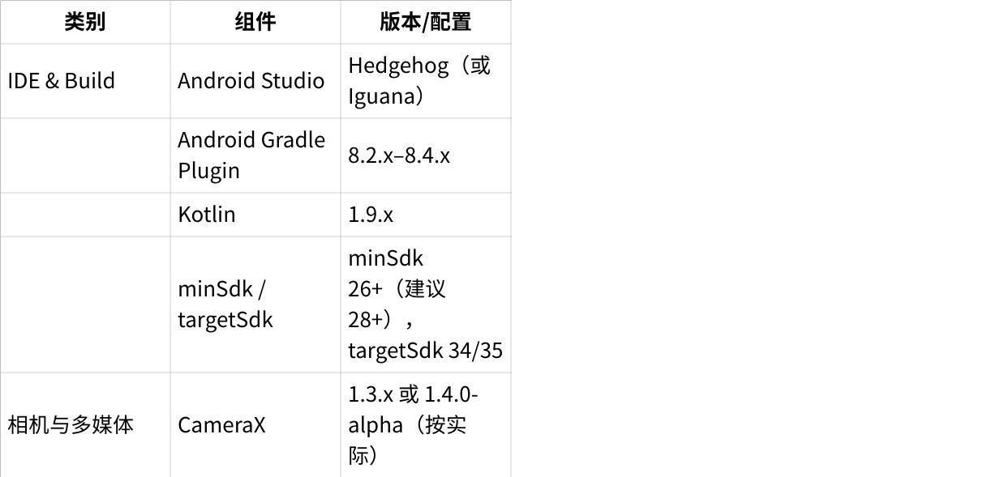 类别 组件 版本/配置
IDE & Build Android Studio Hedgehog（或
Iguana）
Android Gradle
Plugin 8.2.x–8.4.x
Kotlin 1.9.x
minSdk /
targetSdk minSdk
26+（建议
28+），
targetSdk 34/35
相机与多媒体 CameraX 1.3.x 或 1.4.0-
alpha（按实
际）